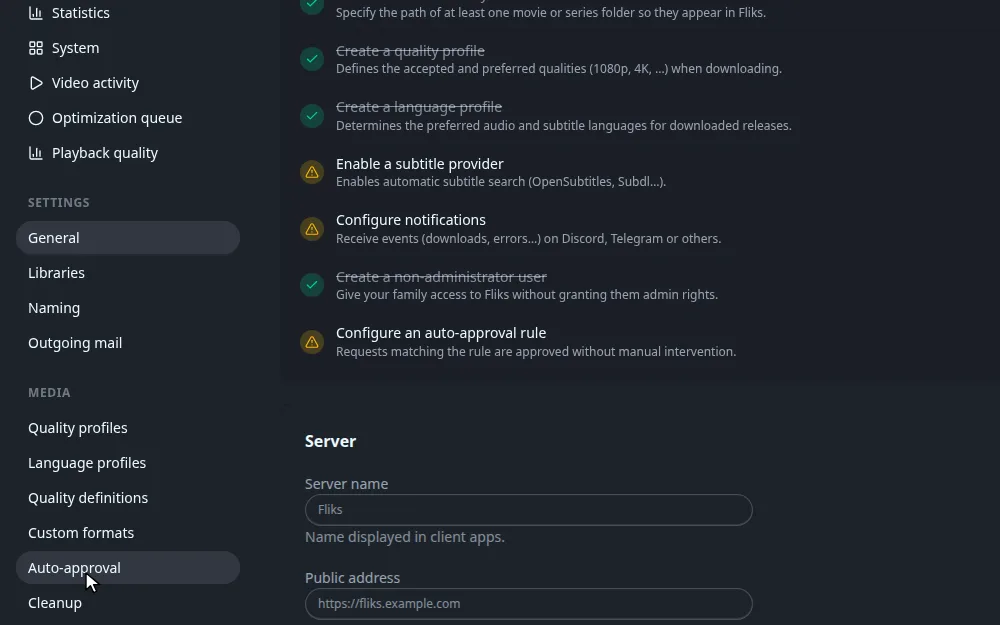 Statistics
System
Video activity
Optimization queue
Playback quality
SETTINGS
General
Libraries
Naming
Outgoing mail
MEDIA
Quality profiles
Language profiles
Quality definitions
Custom formats
Auto-approval
Cleanup
Specify the path of at least one movie or series folder so they appear in Fliks.
Create a quality profile
Defines the accepted and preferred qualities (1080p, 4K, ...) when downloading.
Create a language profile
Determines the preferred audio and subtitle languages for downloaded releases.
Enable a subtitle provider
Enables automatic subtitle search (OpenSubtitles, Subdl...).
Configure notifications
Receive events (downloads, errors...) on Discord, Telegram or others.
Create a non-administrator user
Give your family access to Fliks without granting them admin rights.
Configure an auto-approval rule
Requests matching the rule are approved without manual intervention.
Server
Server name
Fliks
Name displayed in client apps.
Public address
https://fliks.example.com